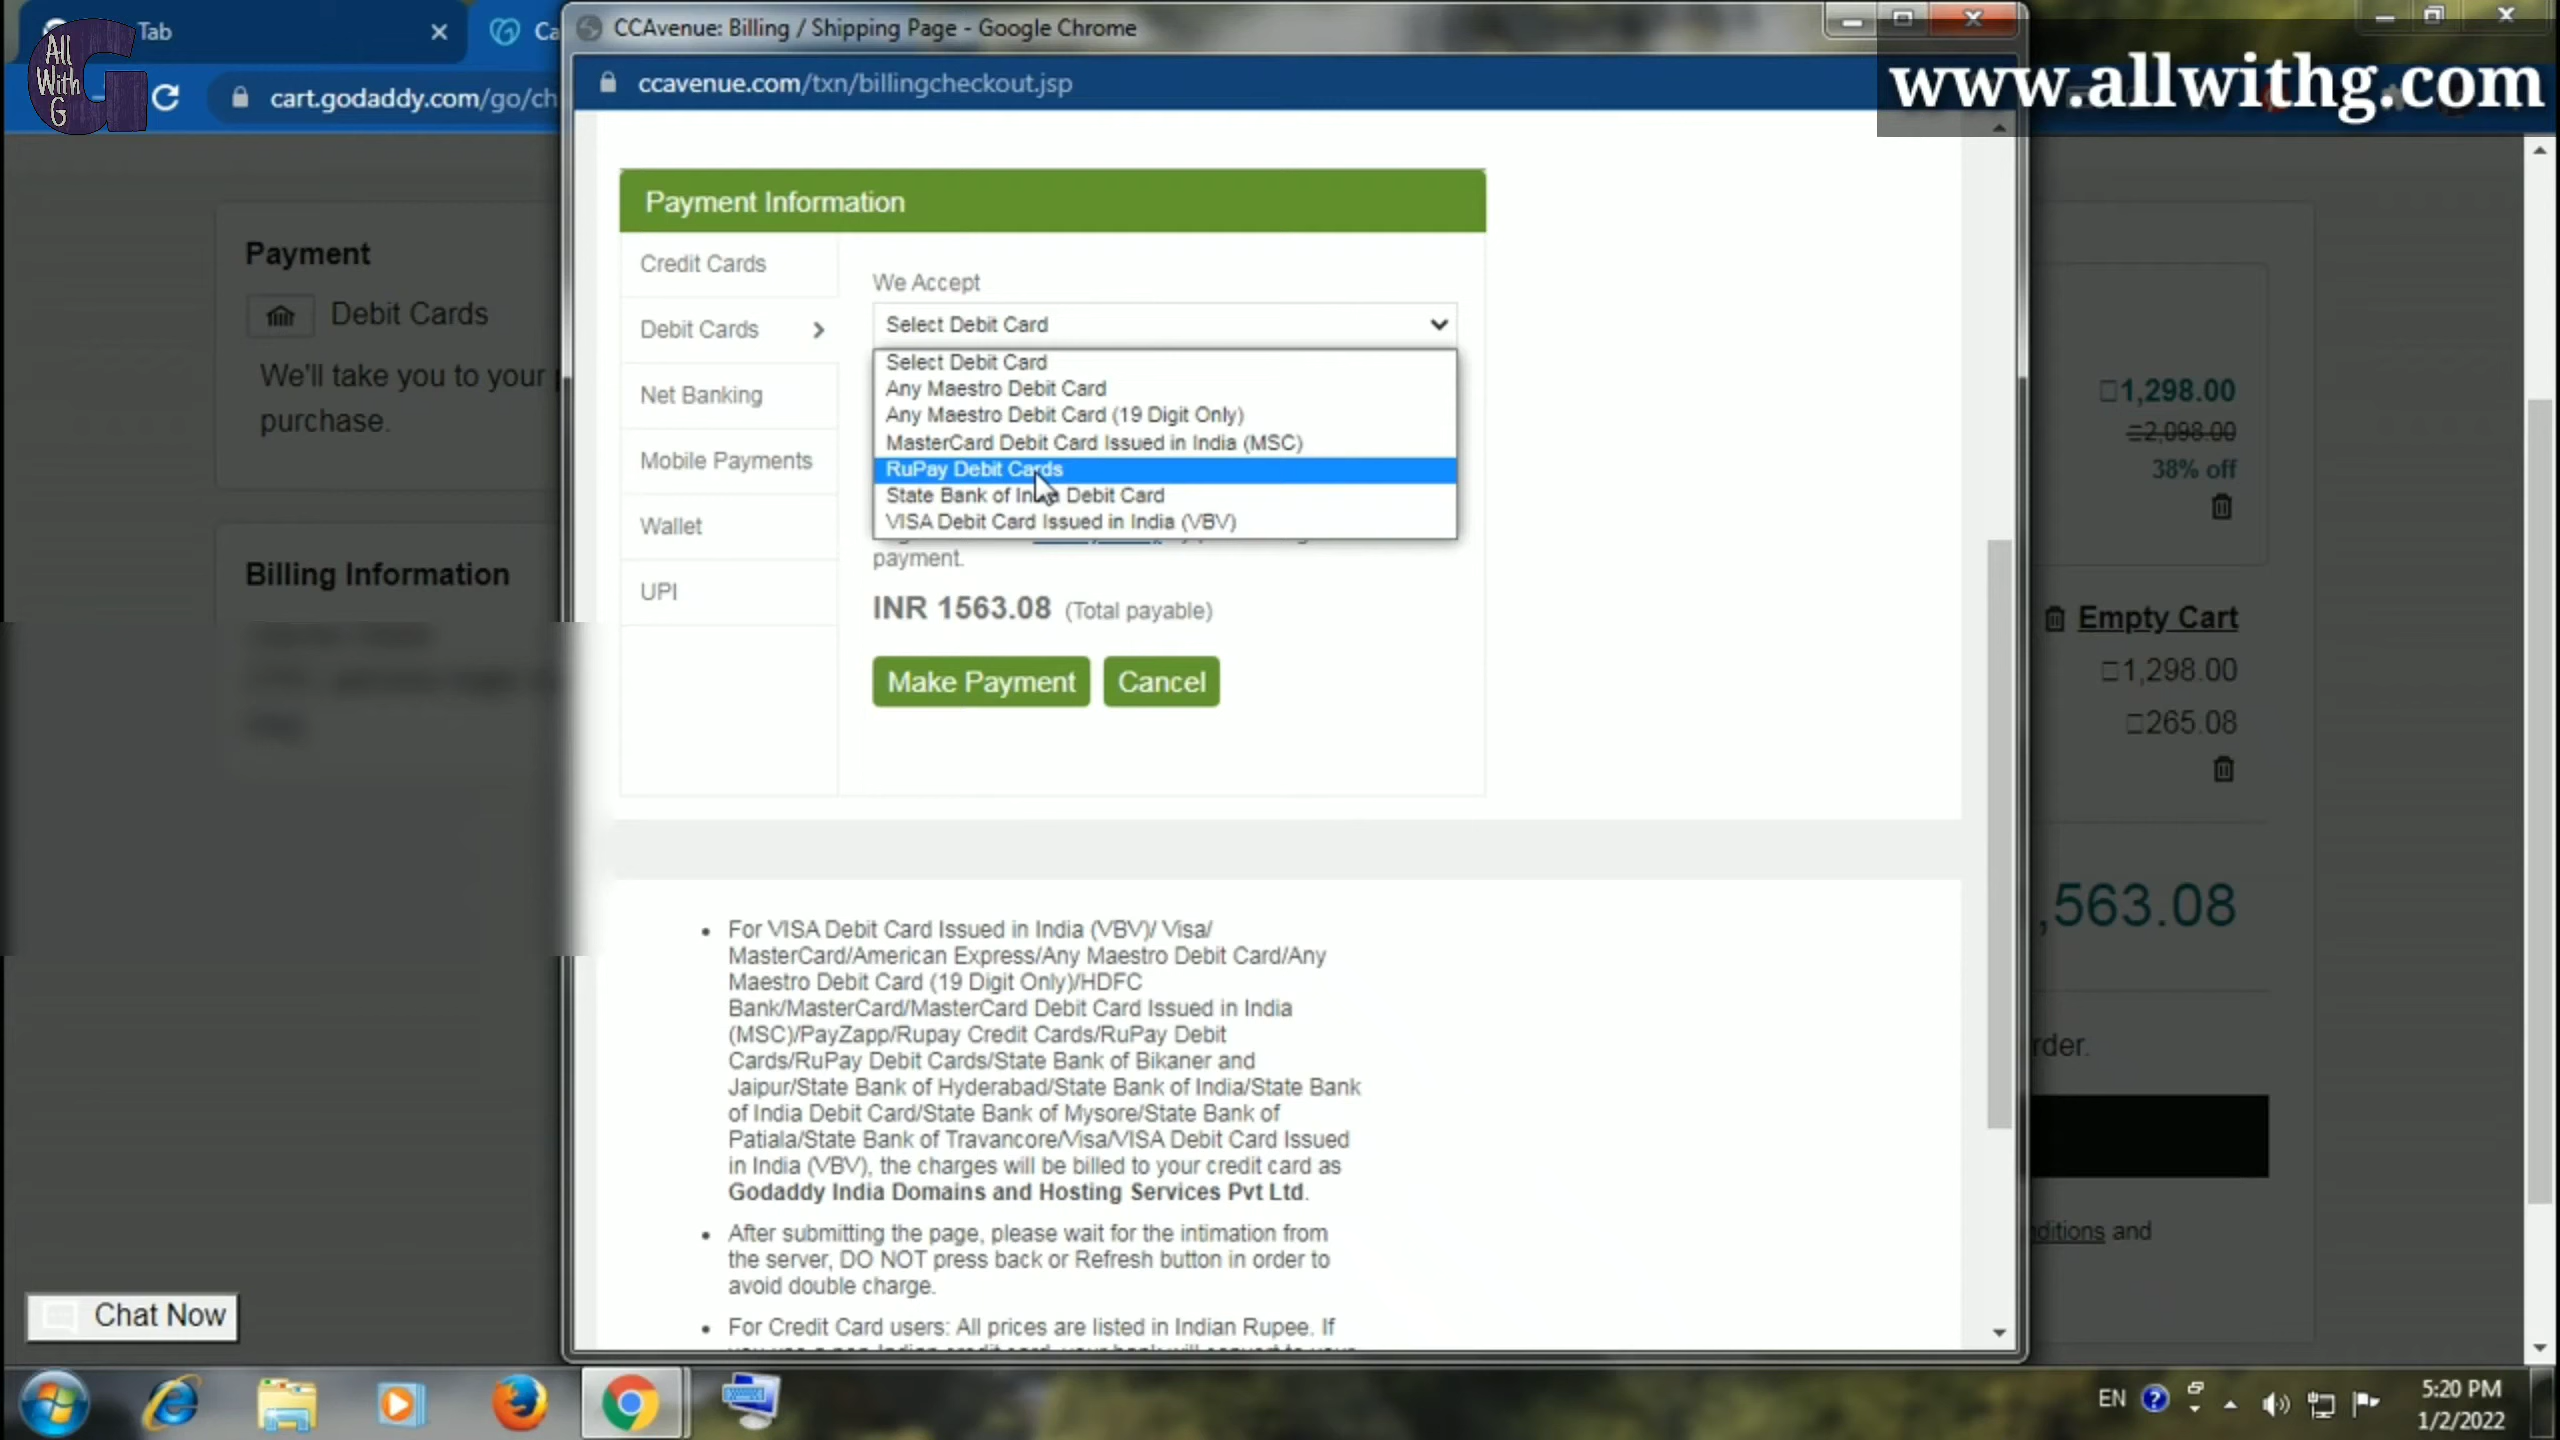 All
With
G
Tab
Ca
CCAvenue: Billing / Shipping Page - Google Chrome
cart.godaddy.com/go/ch
ccavenue.com/txn/billingcheckout.jsp
www.allwithg.com
Payment
Debit Cards
We'll take you to your
purchase.
Billing Information
Payment Information
Credit Cards
Debit Cards
Net Banking
Mobile Payments
Wallet
UPI
We Accept
Select Debit Card
Select Debit Card
Any Maestro Debit Card
Any Maestro Debit Card (19 Digit Only)
MasterCard Debit Card Issued in India (MSC)
RuPay Debit Cards
State Bank of India Debit Card
VISA Debit Card Issued in India (VBV)
payment.
INR 1563.08 (Total payable)
Make Payment
Cancel
1,298.00
2,098.00
38% off
Empty Cart
1,298.00
265.08
,563.08
rder.
nditions and
For VISA Debit Card Issued in India (VBV)/ Visa/
MasterCard/American Express/Any Maestro Debit Card/Any
Maestro Debit Card (19 Digit Only)/HDFC
Bank/MasterCard/MasterCard Debit Card Issued in India
(MSC)/PayZapp/Rupay Credit Cards/RuPay Debit
Cards/RuPay Debit Cards/State Bank of Bikaner and
Jaipur/State Bank of Hyderabad/State Bank of India/State Bank
of India Debit Card/State Bank of Mysore/State Bank of
Patiala/State Bank of Travancore/Visa/VISA Debit Card Issued
in India (VBV), the charges will be billed to your credit card as
Godaddy India Domains and Hosting Services Pvt Ltd.
After submitting the page, please wait for the intimation from
the server, DO NOT press back or Refresh button in order to
avoid double charge.
For Credit Card users: All prices are listed in Indian Rupee. If
Chat Now
EN
5:20 PM
1/2/2022